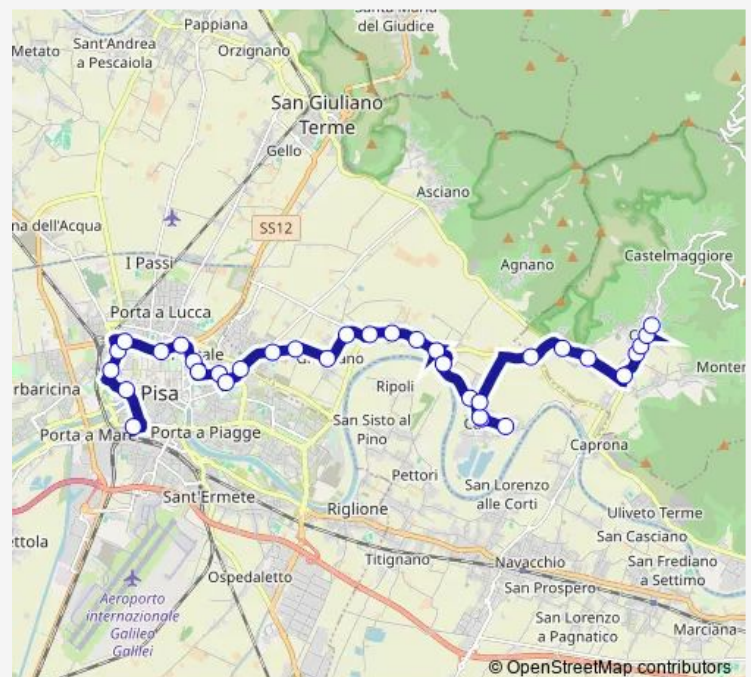 Santa Maria
del Giudice
Pappiana
Metato
Sant'Andrea
a Pescaiola
Orzignano
San Giuliano
Terme
Gello
Asciano
na dell'Acqua
SS12
I Passi
Agnano
Castelmaggiore
Porta a Lucca
rbaricina
Pisa
Ripoli
Monter
Porta a Mare
Porta a Piagge
San Sisto al
Pino
Caprona
Pettori
San Lorenzo
alle Corti
Sant'Ermete
Riglione
Uliveto Terme
San Casciano
ettola
Titignano
Navacchio
San Frediano
a Settimo
Ospedaletto
San Prospero
Aeroporto
internazionale
Galileo
Galilei
San Lorenzo
a Pagnatico
Marciana
© OpenStreetMap contributors